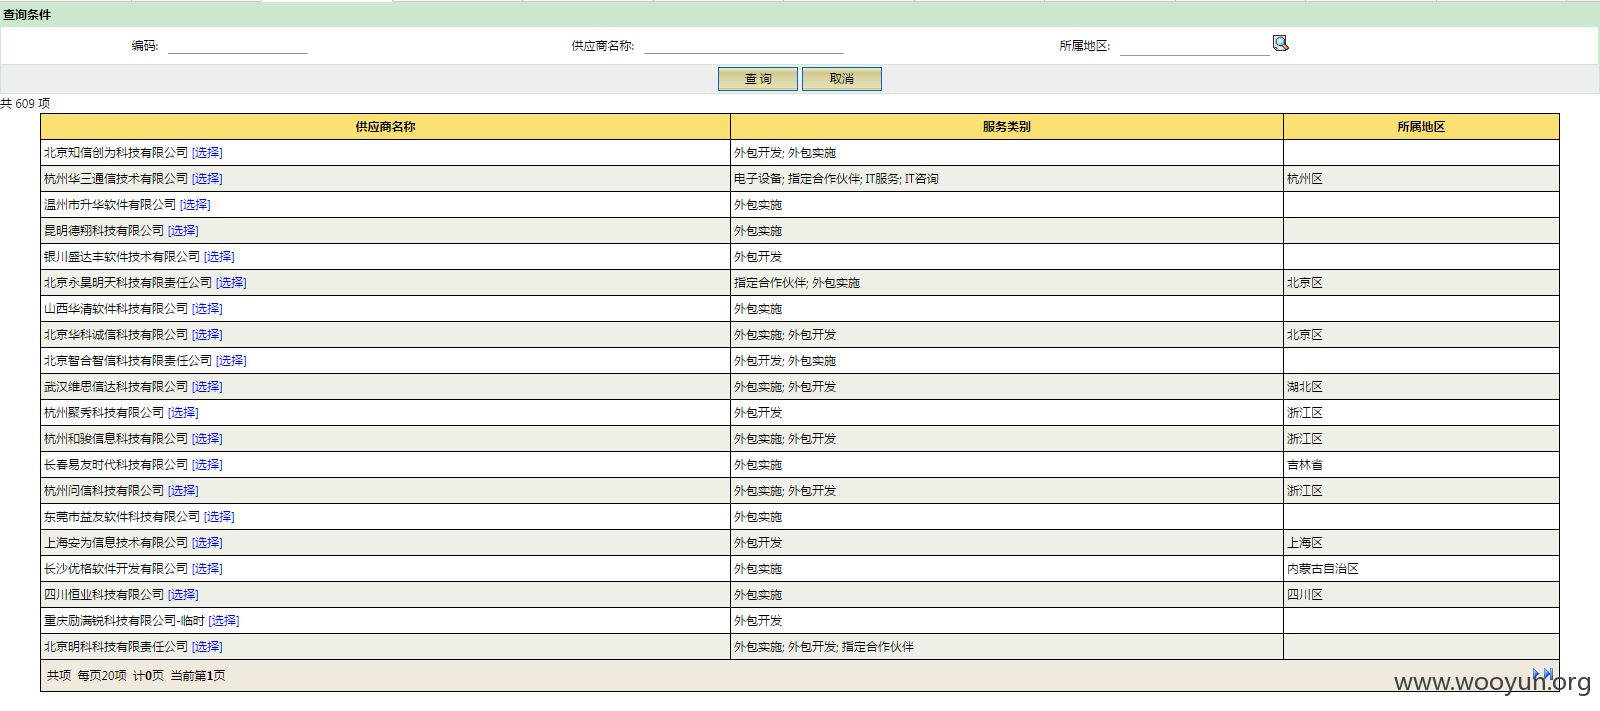 查询条件
编码: 供应商名称: 所属地区:
查 询 取消
共 609 项
供应商名称 服务类别 所属地区
北京知信创为科技有限公司 [选择] 外包开发; 外包实施
杭州华三通信技术有限公司 [选择] 电子设备; 指定合作伙伴; IT服务; IT咨询 杭州区
温州市升华软件有限公司 [选择] 外包实施
昆明德翔科技有限公司 [选择] 外包实施
银川盛达丰软件技术有限公司 [选择] 外包开发
北京永昊明天科技有限责任公司 [选择] 指定合作伙伴; 外包实施 北京区
山西华清软件科技有限公司 [选择] 外包实施
北京华科诚信科技有限公司 [选择] 外包实施; 外包开发 北京区
北京智合智信科技有限责任公司 [选择] 外包开发; 外包实施
武汉维思信达科技有限公司 [选择] 外包实施; 外包开发 湖北区
杭州聚秀科技有限公司 [选择] 外包开发 浙江区
杭州和骏信息科技有限公司 [选择] 外包实施; 外包开发 浙江区
长春易友时代科技有限公司 [选择] 外包实施 吉林省
杭州问信科技有限公司 [选择] 外包实施; 外包开发 浙江区
东莞市益友软件科技有限公司 [选择] 外包实施
上海安为信息技术有限公司 [选择] 外包开发 上海区
长沙优格软件开发有限公司 [选择] 外包实施 内蒙古自治区
四川恒业科技有限公司 [选择] 外包实施 四川区
重庆励满锐科技有限公司-临时 [选择] 外包开发
北京明科科技有限责任公司 [选择] 外包实施; 外包开发; 指定合作伙伴
共项 每页20项 计0页 当前第1页
www.wooyun.org